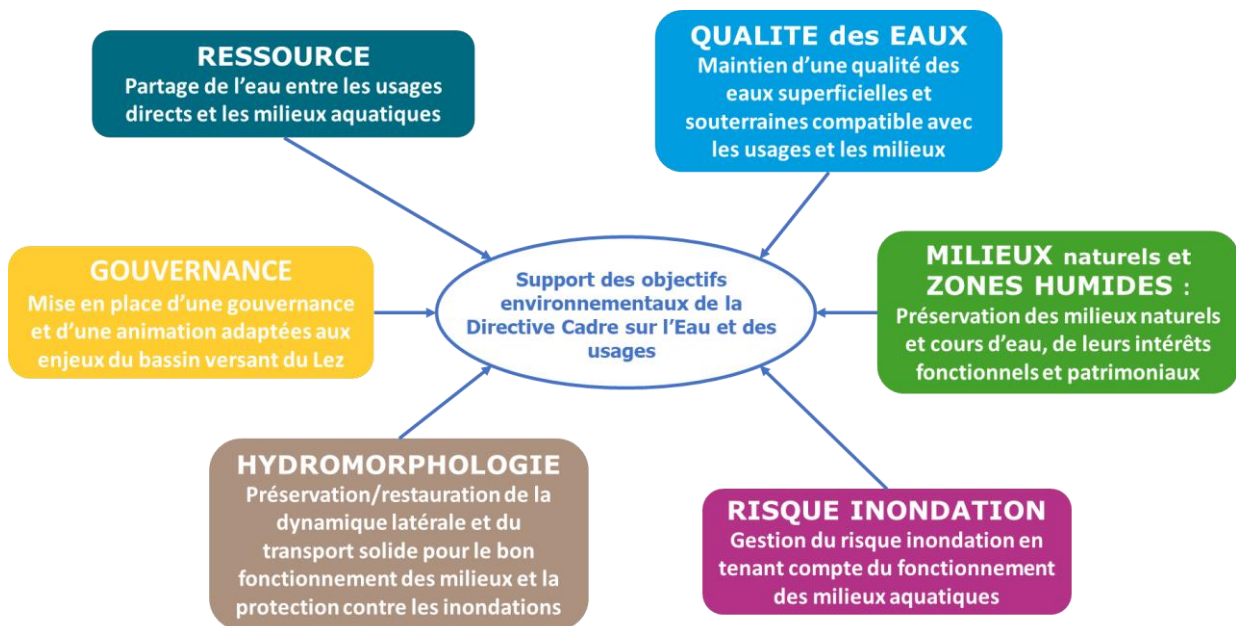 RESSOURCE
Partage de l'eau entre les usages
directs et les milieux aquatiques
QUALITE des EAUX
Maintien d'une qualité des
eaux superficielles et
souterraines compatible avec
les usages et les milieux
GOUVERNANCE
Mise en place d'une gouvernance
et d'une animation adaptées aux
enjeux du bassin versant du Lez
Support des objectifs
environnementaux de la
Directive Cadre sur l'Eau et des
usages
MILIEUX naturels et
ZONES HUMIDES :
Préservation des milieux naturels
et cours d'eau, de leurs intérêts
fonctionnels et patrimoniaux
HYDROMORPHOLOGIE
Préservation/restauration de la
dynamique latérale et du
transport solide pour le bon
fonctionnement des milieux et la
protection contre les inondations
RISQUE INONDATION
Gestion du risque inondation en
tenant compte du fonctionnement
des milieux aquatiques